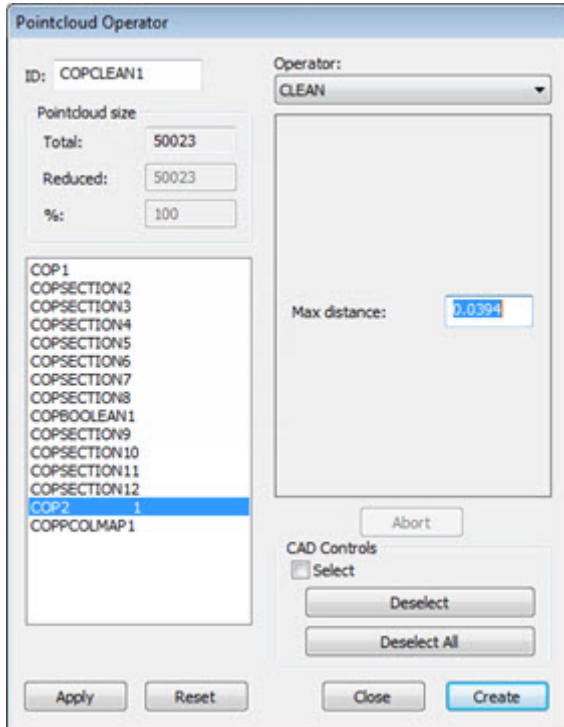 Pointcloud Operator
ID: COPCLEAN1
Operator:
CLEAN
Pointcloud size
Total: 50023
Reduced: 50023
%: 100
COP1
COPSECTION2
COPSECTION3
COPSECTION4
COPSECTION5
COPSECTION6
COPSECTION7
COPSECTION8
COPBOOLEAN1
COPSECTION9
COPSECTION10
COPSECTION11
COPSECTION12
COP2 1
COPPCOLMAP1
Max distance: 0.0394
Abort
CAD Controls
Select
Deselect
Deselect All
Apply Reset Close Create